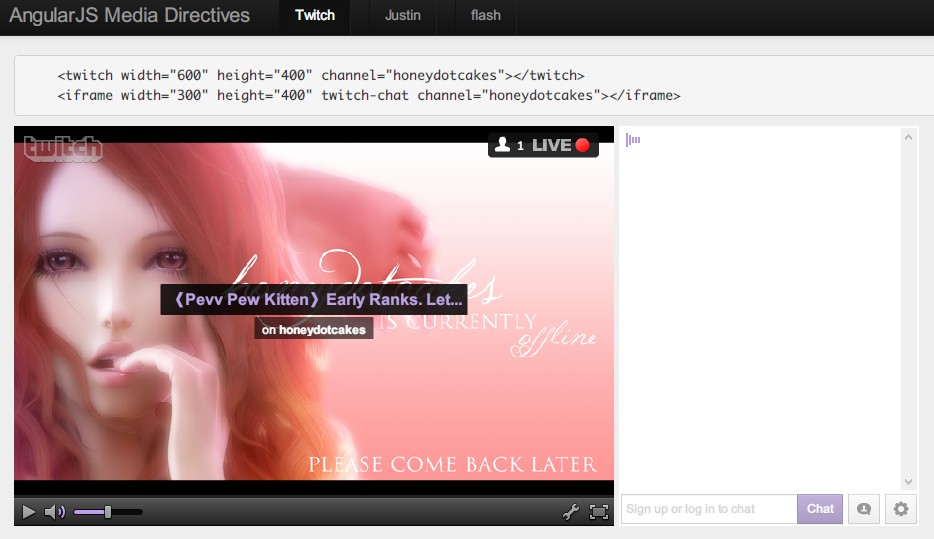 AngularJS Media Directives
Twitch
Justin
flash
<twitch width="600" height="400" channel="honeydotcakes"></twitch>
<iframe width="300" height="400" twitch-chat channel="honeydotcakes"></iframe>
twitch
1 LIVE
honeydotcakes
❬Pevv Pew Kitten❭ Early Ranks. Let...
IS CURRENTLY
on honeydotcakes
offline
PLEASE COME BACK LATER
Sign up or log in to chat
Chat